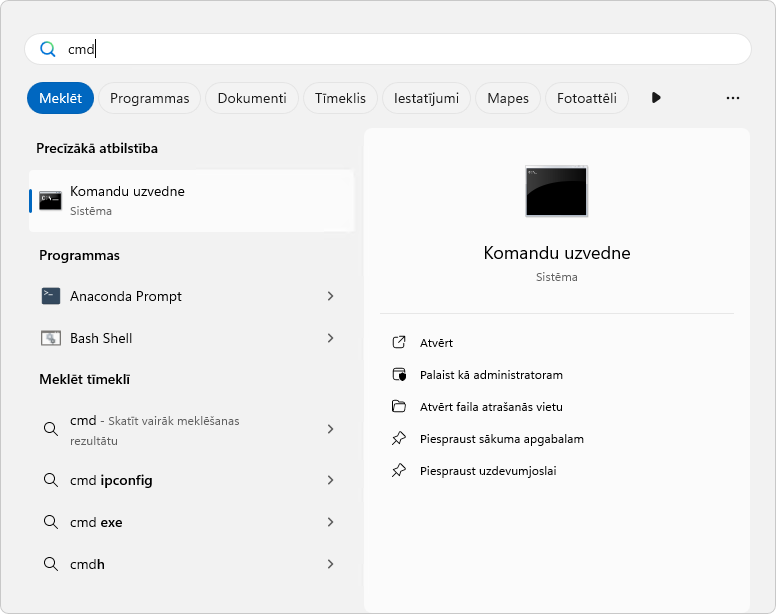 cmd
Meklēt
Programmas
Dokumenti
Tīmeklis
Iestatījumi
Mapes
Fotoattēli
Precīzākā atbilstība
Komandu uzvedne
Sistēma
Programmas
Anaconda Prompt
Bash Shell
Meklēt tīmeklī
cmd - Skatīt vairāk meklēšanas
rezultātu
cmd ipconfig
cmd exe
cmdh
Komandu uzvedne
Sistēma
Atvērt
Palaist kā administratoram
Atvērt faila atrašanās vietu
Piespraust sākuma apgabalam
Piespraust uzdevumjoslai